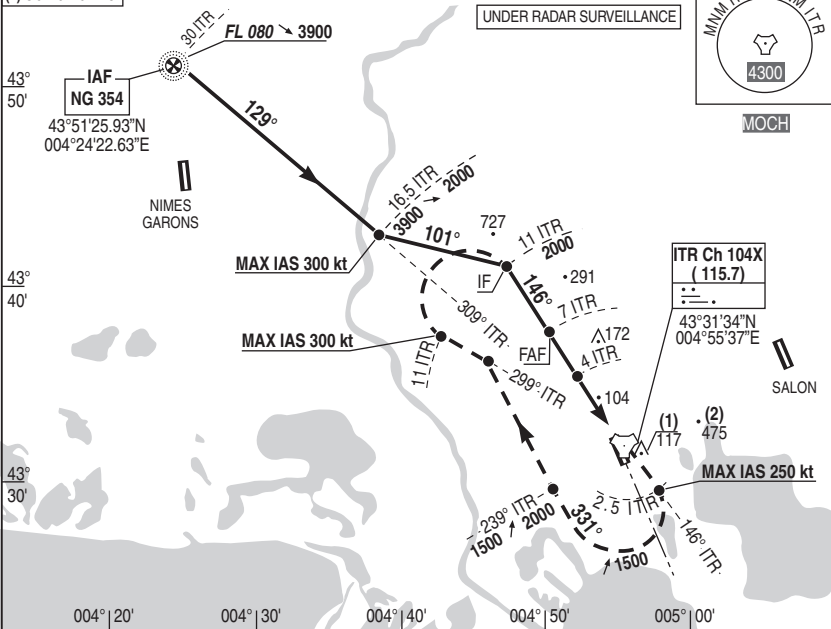 UNDER RADAR SURVEILLANCE
4300
MOCH
30 ITR
FL 080 ➘ 3900
IAF
NG 354
43°51'25.93"N
004°24'22.63"E
43°
50'
129°
NIMES
GARONS
16.5 ITR
3900 → 2000
727
101°
11 ITR
2000
MAX IAS 300 kt
IF
291
146°
7 ITR
ITR Ch 104X
( 115.7)
43°31'34"N
004°55'37"E
43°
40'
309° ITR
172
MAX IAS 300 kt
FAF
4 ITR
11 ITR
299° ITR
SALON
104
(1)
117
(2)
475
43°
30'
MAX IAS 250 kt
2.5 ITR
239° ITR
1500 ➚ 2000
331°
146° ITR
➚ 1500
004° 20'
004° 30'
004° 40'
004° 50'
005° 00'